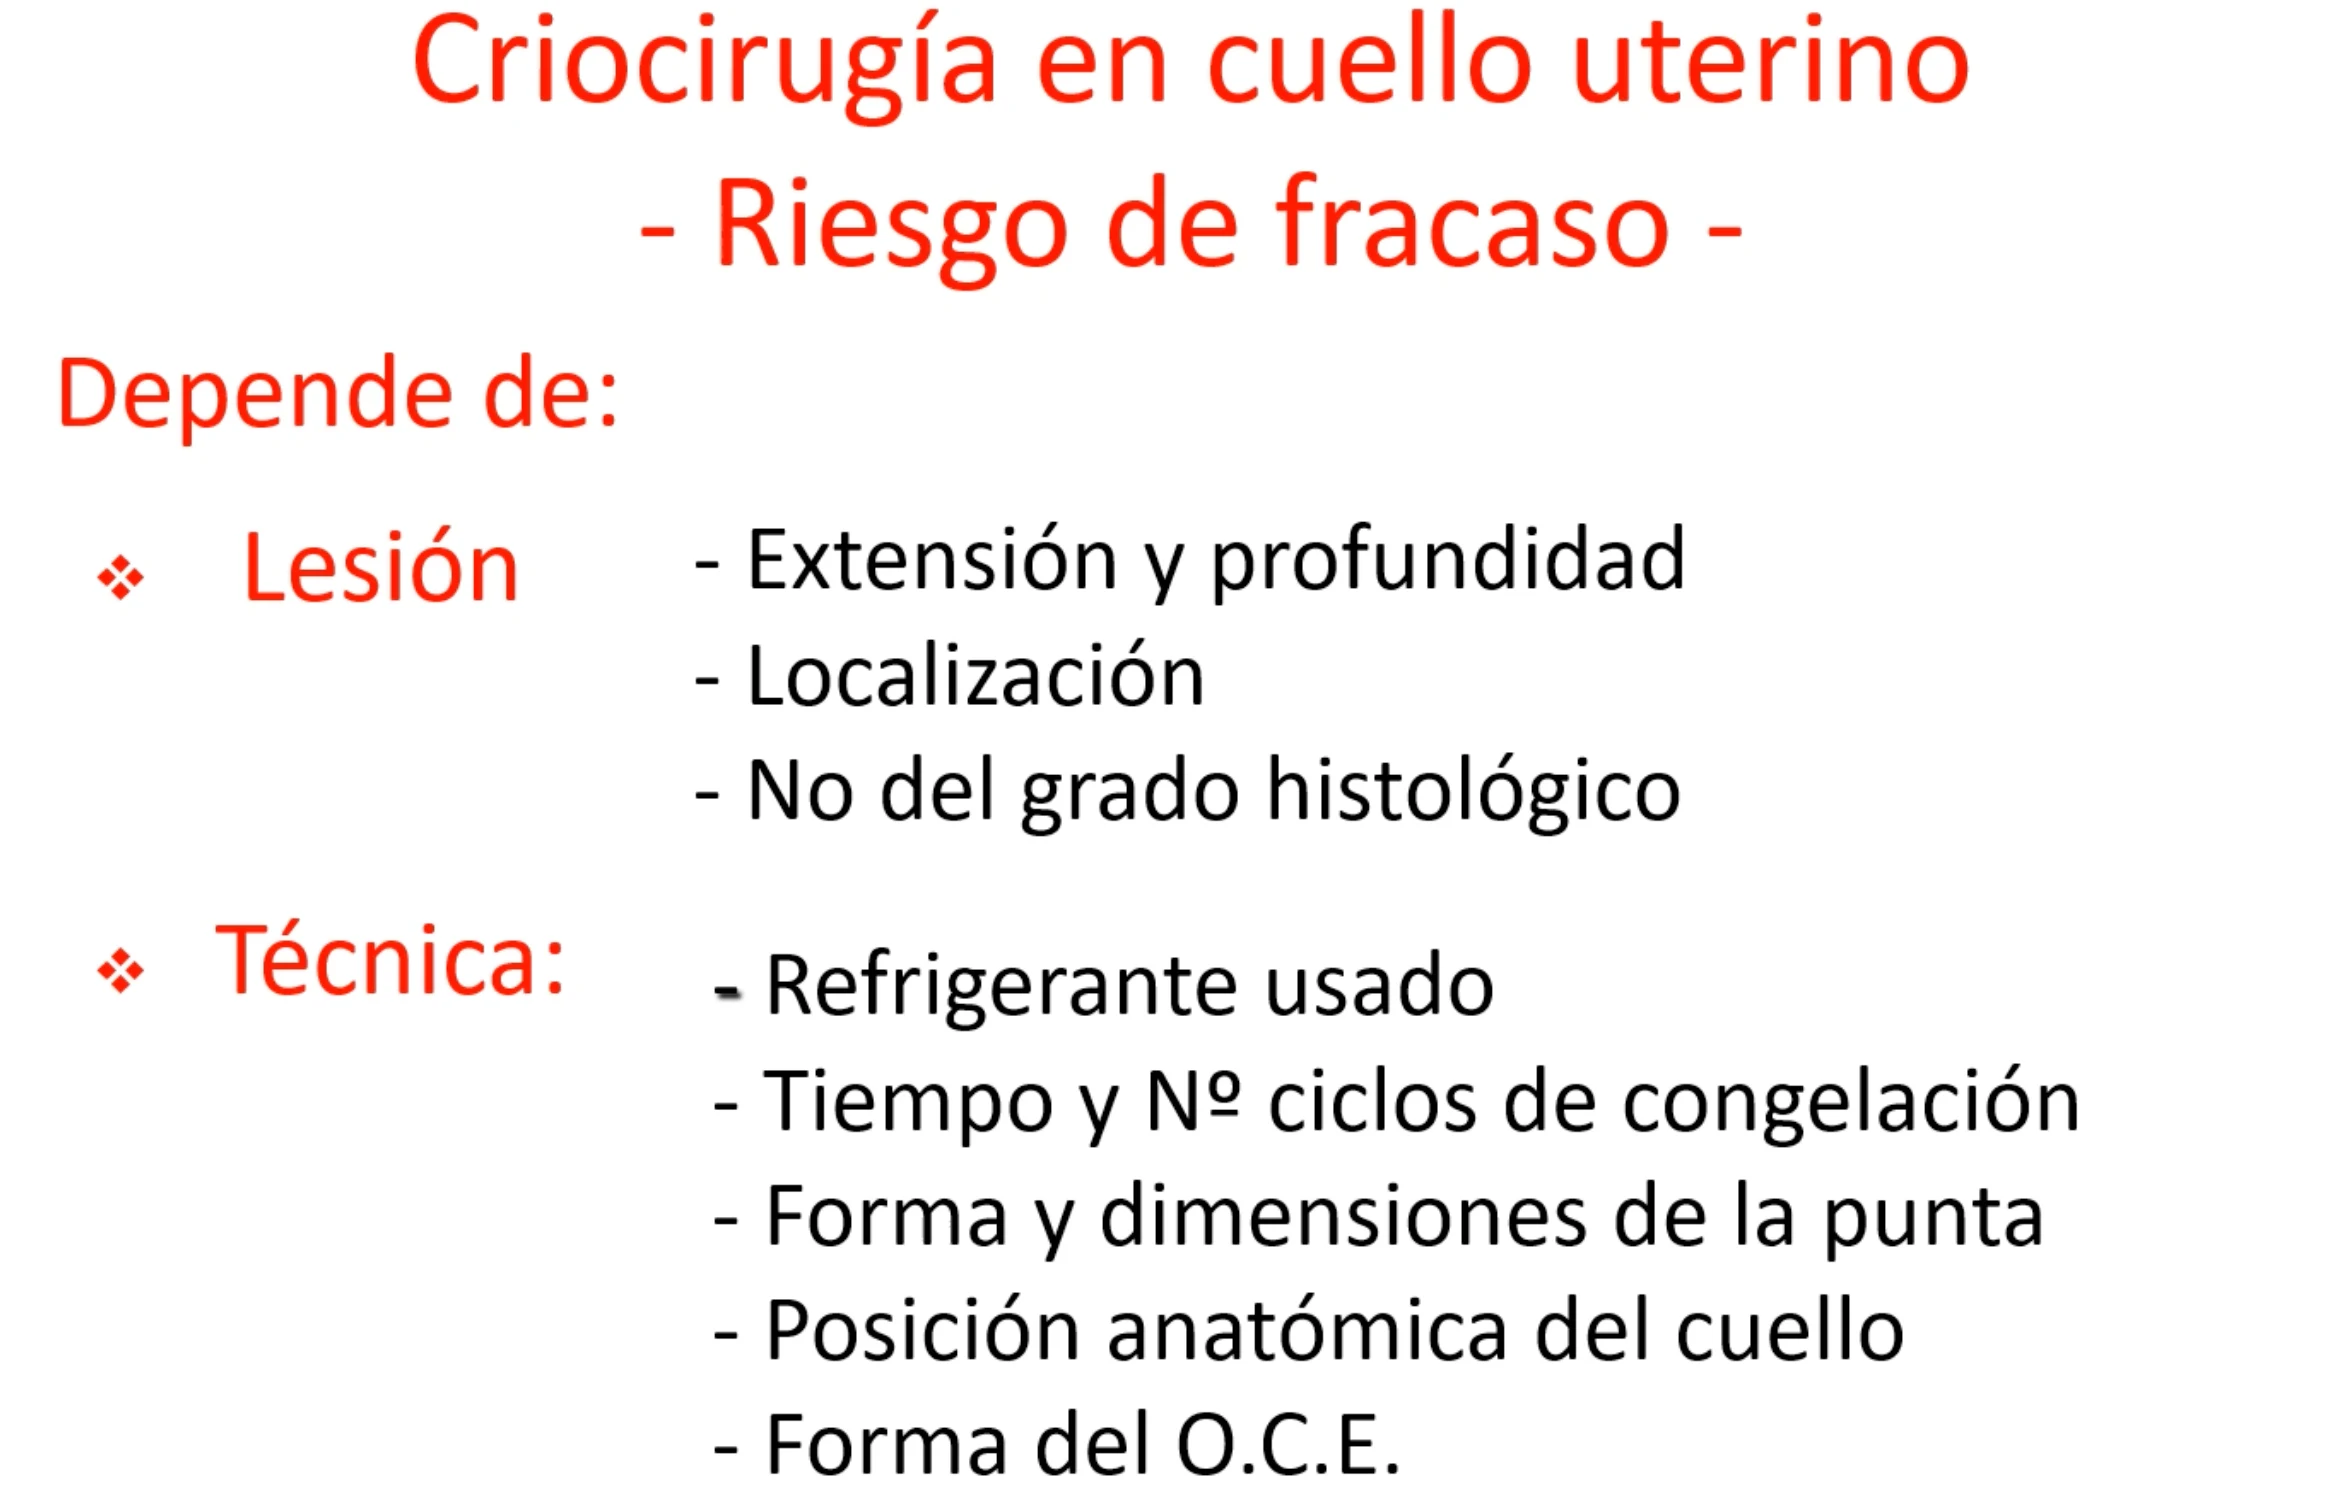 Criocirugía en cuello uterino
- Riesgo de fracaso -
Depende de:
❖ Lesión - Extensión y profundidad
- Localización
- No del grado histológico
❖ Técnica: - Refrigerante usado
- Tiempo y Nº ciclos de congelación
- Forma y dimensiones de la punta
- Posición anatómica del cuello
- Forma del O.C.E.